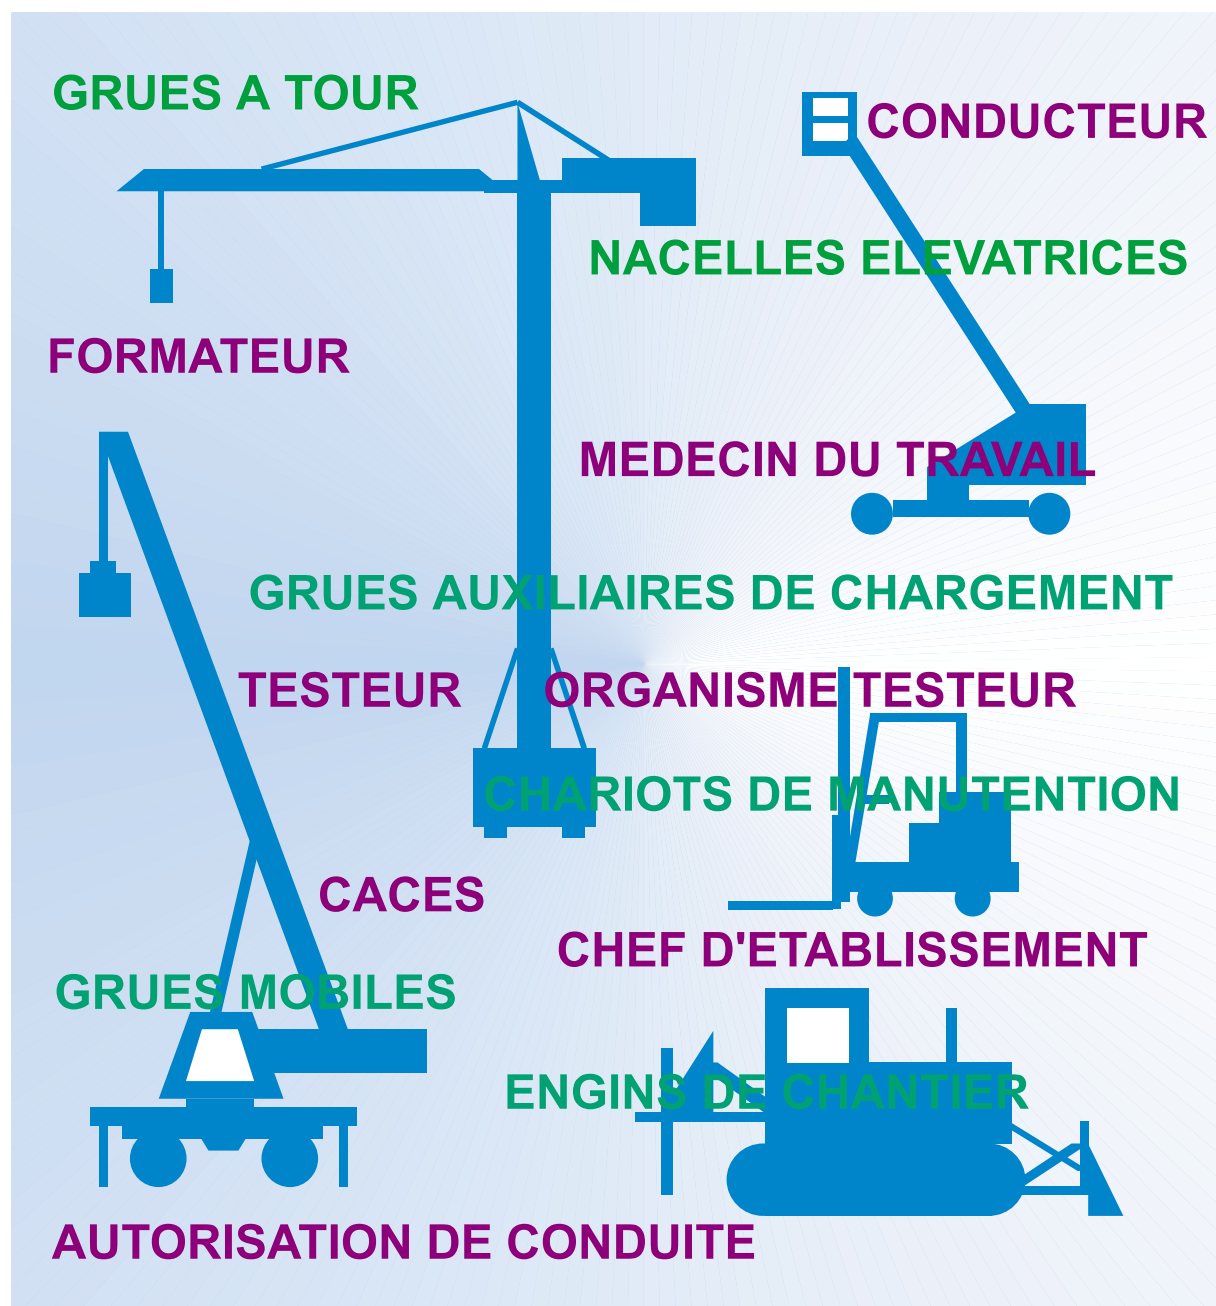 GRUES A TOUR
CONDUCTEUR
NACELLES ELEVATRICES
FORMATEUR
MEDECIN DU TRAVAIL
GRUES AUXILIAIRES DE CHARGEMENT
TESTEUR
ORGANISME TESTEUR
CHARIOTS DE MANUTENTION
CACES
CHEF D'ETABLISSEMENT
GRUES MOBILES
ENGINS DE CHANTIER
AUTORISATION DE CONDUITE